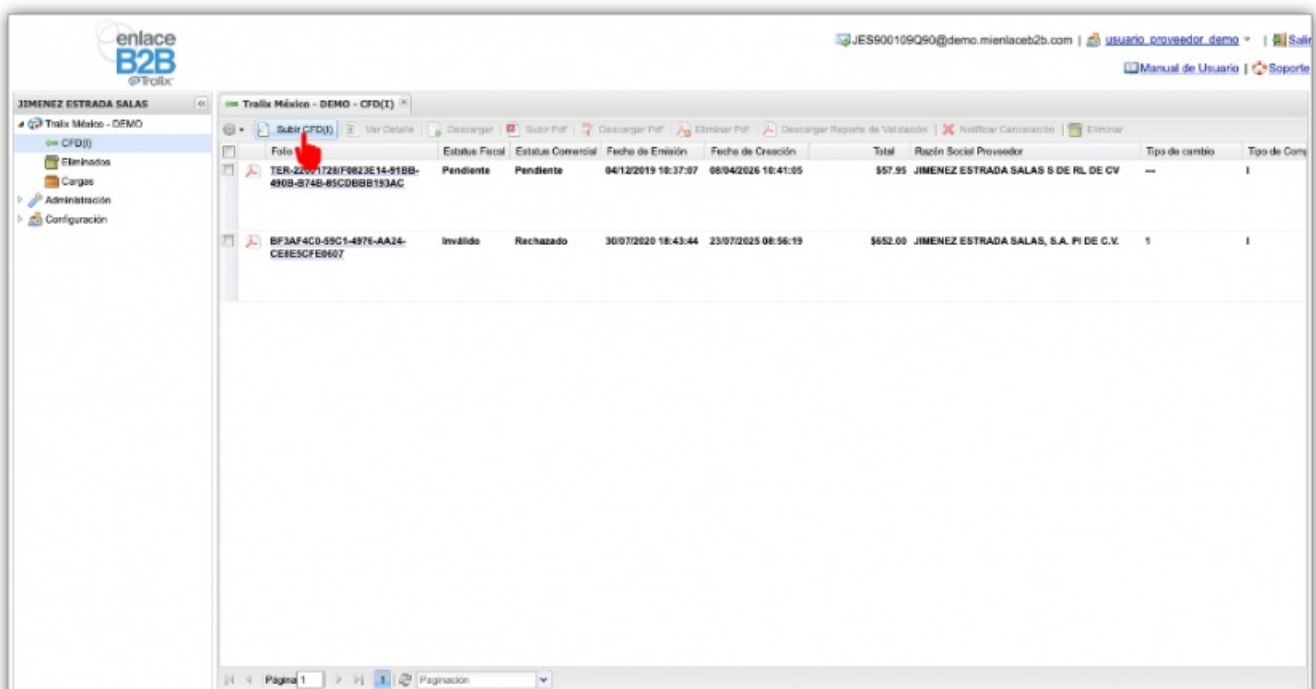 enlace
B2B
@Tralix
JES900109Q90@demo.mienlaceb2b.com | usuario_proveedor_demo | Salir
Manual de Usuario | Soporte
JIMENEZ ESTRADA SALAS
Tralix México - DEMO
CFD(I)
Eliminados
Cargas
Administración
Configuración
Tralix México - DEMO - CFD(I)
Subir CFD(I) | Ver Detalle | Descargar | Subir Pdf | Descargar Pdf | Eliminar Pdf | Descargar Reporte de Validación | Notificar Cancelación | Eliminar
Folio Estatus Fiscal Estatus Comercial Fecha de Emisión Fecha de Creación Total Razón Social Proveedor Tipo de cambio Tipo de Comp
Pendiente Pendiente 04/12/2019 10:37:07 08/04/2026 10:41:05 $57.95 JIMENEZ ESTRADA SALAS S DE RL DE CV --- I
490B-B74B-85CDBBB193AC
BF3AF4C0-59C1-4976-AA24- Inválido Rechazado 30/07/2020 18:43:44 23/07/2025 08:56:19 $652.00 JIMENEZ ESTRADA SALAS, S.A. PI DE C.V. 1 I
CE8E5CFE0607
Página 1 1 Paginación